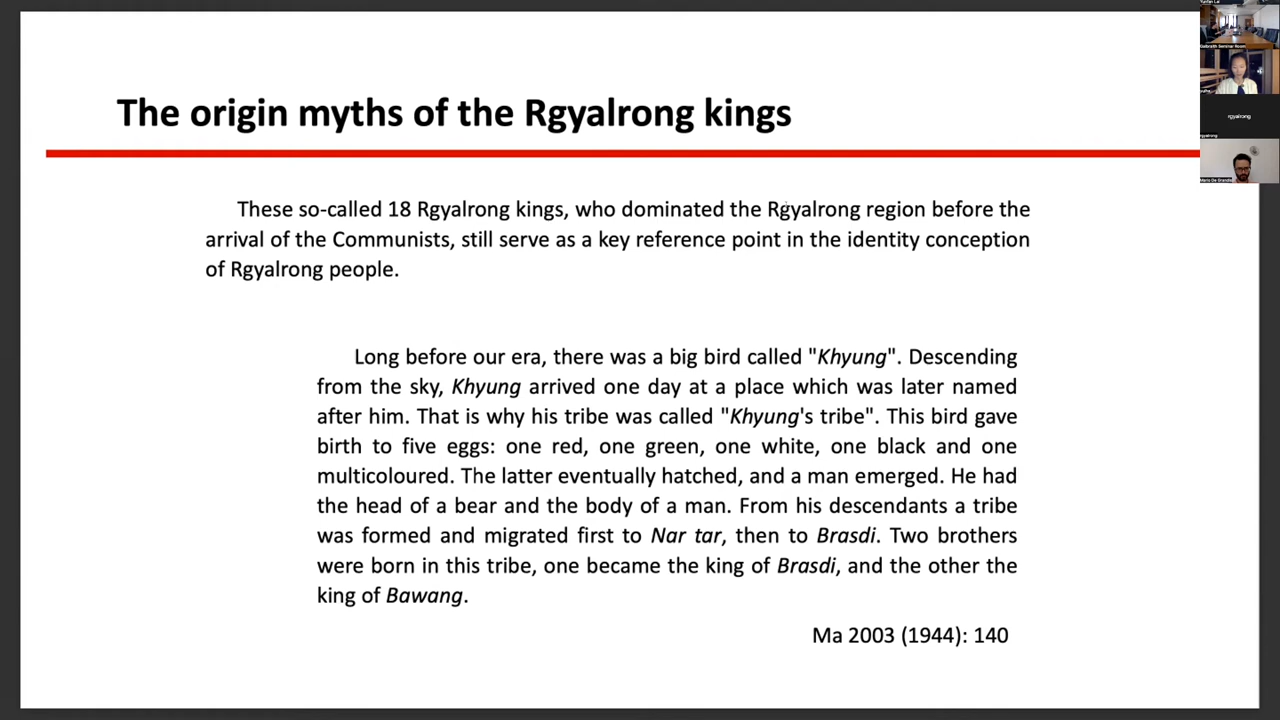 The origin myths of the Rgyalrong kings
These so-called 18 Rgyalrong kings, who dominated the Rgyalrong region before the
arrival of the Communists, still serve as a key reference point in the identity conception
of Rgyalrong people.
Long before our era, there was a big bird called "Khyung". Descending
from the sky, Khyung arrived one day at a place which was later named
after him. That is why his tribe was called "Khyung's tribe". This bird gave
birth to five eggs: one red, one green, one white, one black and one
multicoloured. The latter eventually hatched, and a man emerged. He had
the head of a bear and the body of a man. From his descendants a tribe
was formed and migrated first to Nar tar, then to Brasdi. Two brothers
were born in this tribe, one became the king of Brasdi, and the other the
king of Bawang.
Ma 2003 (1944): 140
Yunfan Lai
Galbraith Seminar Room
rgyalrong
rgyalrong